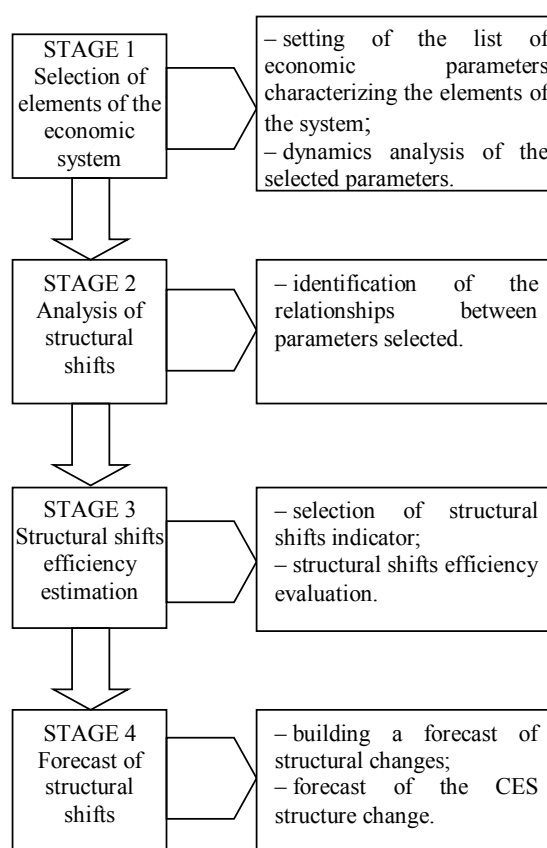 STAGE 1
Selection of
elements of the
economic
system
– setting of the list of
economic parameters
characterizing the elements of
the system;
– dynamics analysis of the
selected parameters.
STAGE 2
Analysis of
structural
shifts
– identification of the
relationships between
parameters selected.
STAGE 3
Structural shifts
efficiency
estimation
– selection of structural
shifts indicator;
– structural shifts efficiency
evaluation.
STAGE 4
Forecast of
structural
shifts
– building a forecast of
structural changes;
– forecast of the CES
structure change.